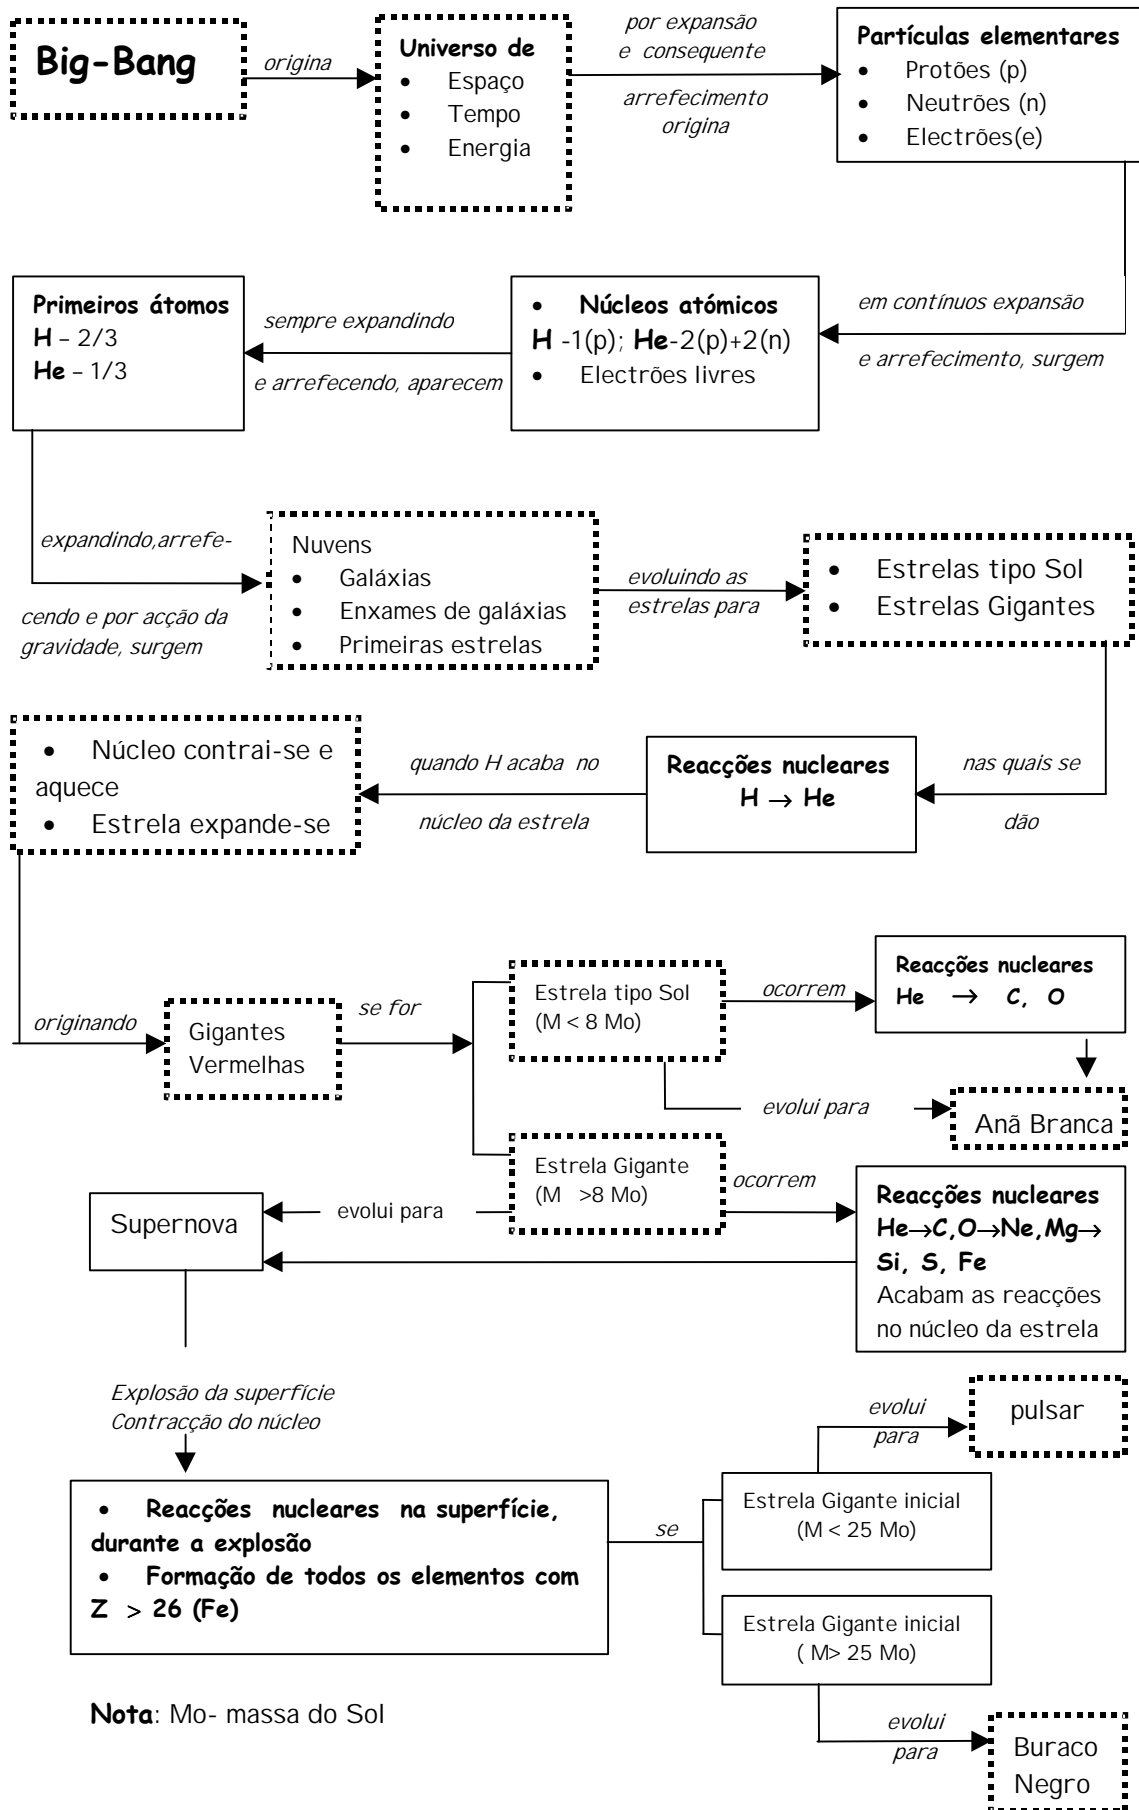 Big-Bang
origina
Universo de
• Espaço
• Tempo
• Energia
por expansão
e consequente
arrefecimento
origina
Partículas elementares
• Protões (p)
• Neutrões (n)
• Electrões(e)
em contínuos expansão
e arrefecimento, surgem
• Núcleos atómicos
H -1(p); He-2(p)+2(n)
• Electrões livres
sempre expandindo
e arrefecendo, aparecem
Primeiros átomos
H – 2/3
He – 1/3
expandindo,arrefe-
cendo e por acção da
gravidade, surgem
Nuvens
• Galáxias
• Enxames de galáxias
• Primeiras estrelas
evoluindo as
estrelas para
• Estrelas tipo Sol
• Estrelas Gigantes
nas quais se
dão
Reacções nucleares
H → He
quando H acaba no
núcleo da estrela
• Núcleo contrai-se e
aquece
• Estrela expande-se
originando
Gigantes
Vermelhas
se for
Estrela tipo Sol
(M < 8 Mo)
ocorrem
Reacções nucleares
He → C, O
evolui para
Anã Branca
Estrela Gigante
(M >8 Mo)
ocorrem
Reacções nucleares
He→C,O→Ne,Mg→
Si, S, Fe
Acabam as reacções
no núcleo da estrela
evolui para
Supernova
Explosão da superfície
Contracção do núcleo
• Reacções nucleares na superfície,
durante a explosão
• Formação de todos os elementos com
Z > 26 (Fe)
se
Estrela Gigante inicial
(M < 25 Mo)
evolui
para
pulsar
Estrela Gigante inicial
( M> 25 Mo)
evolui
para
Buraco
Negro
Nota: Mo- massa do Sol